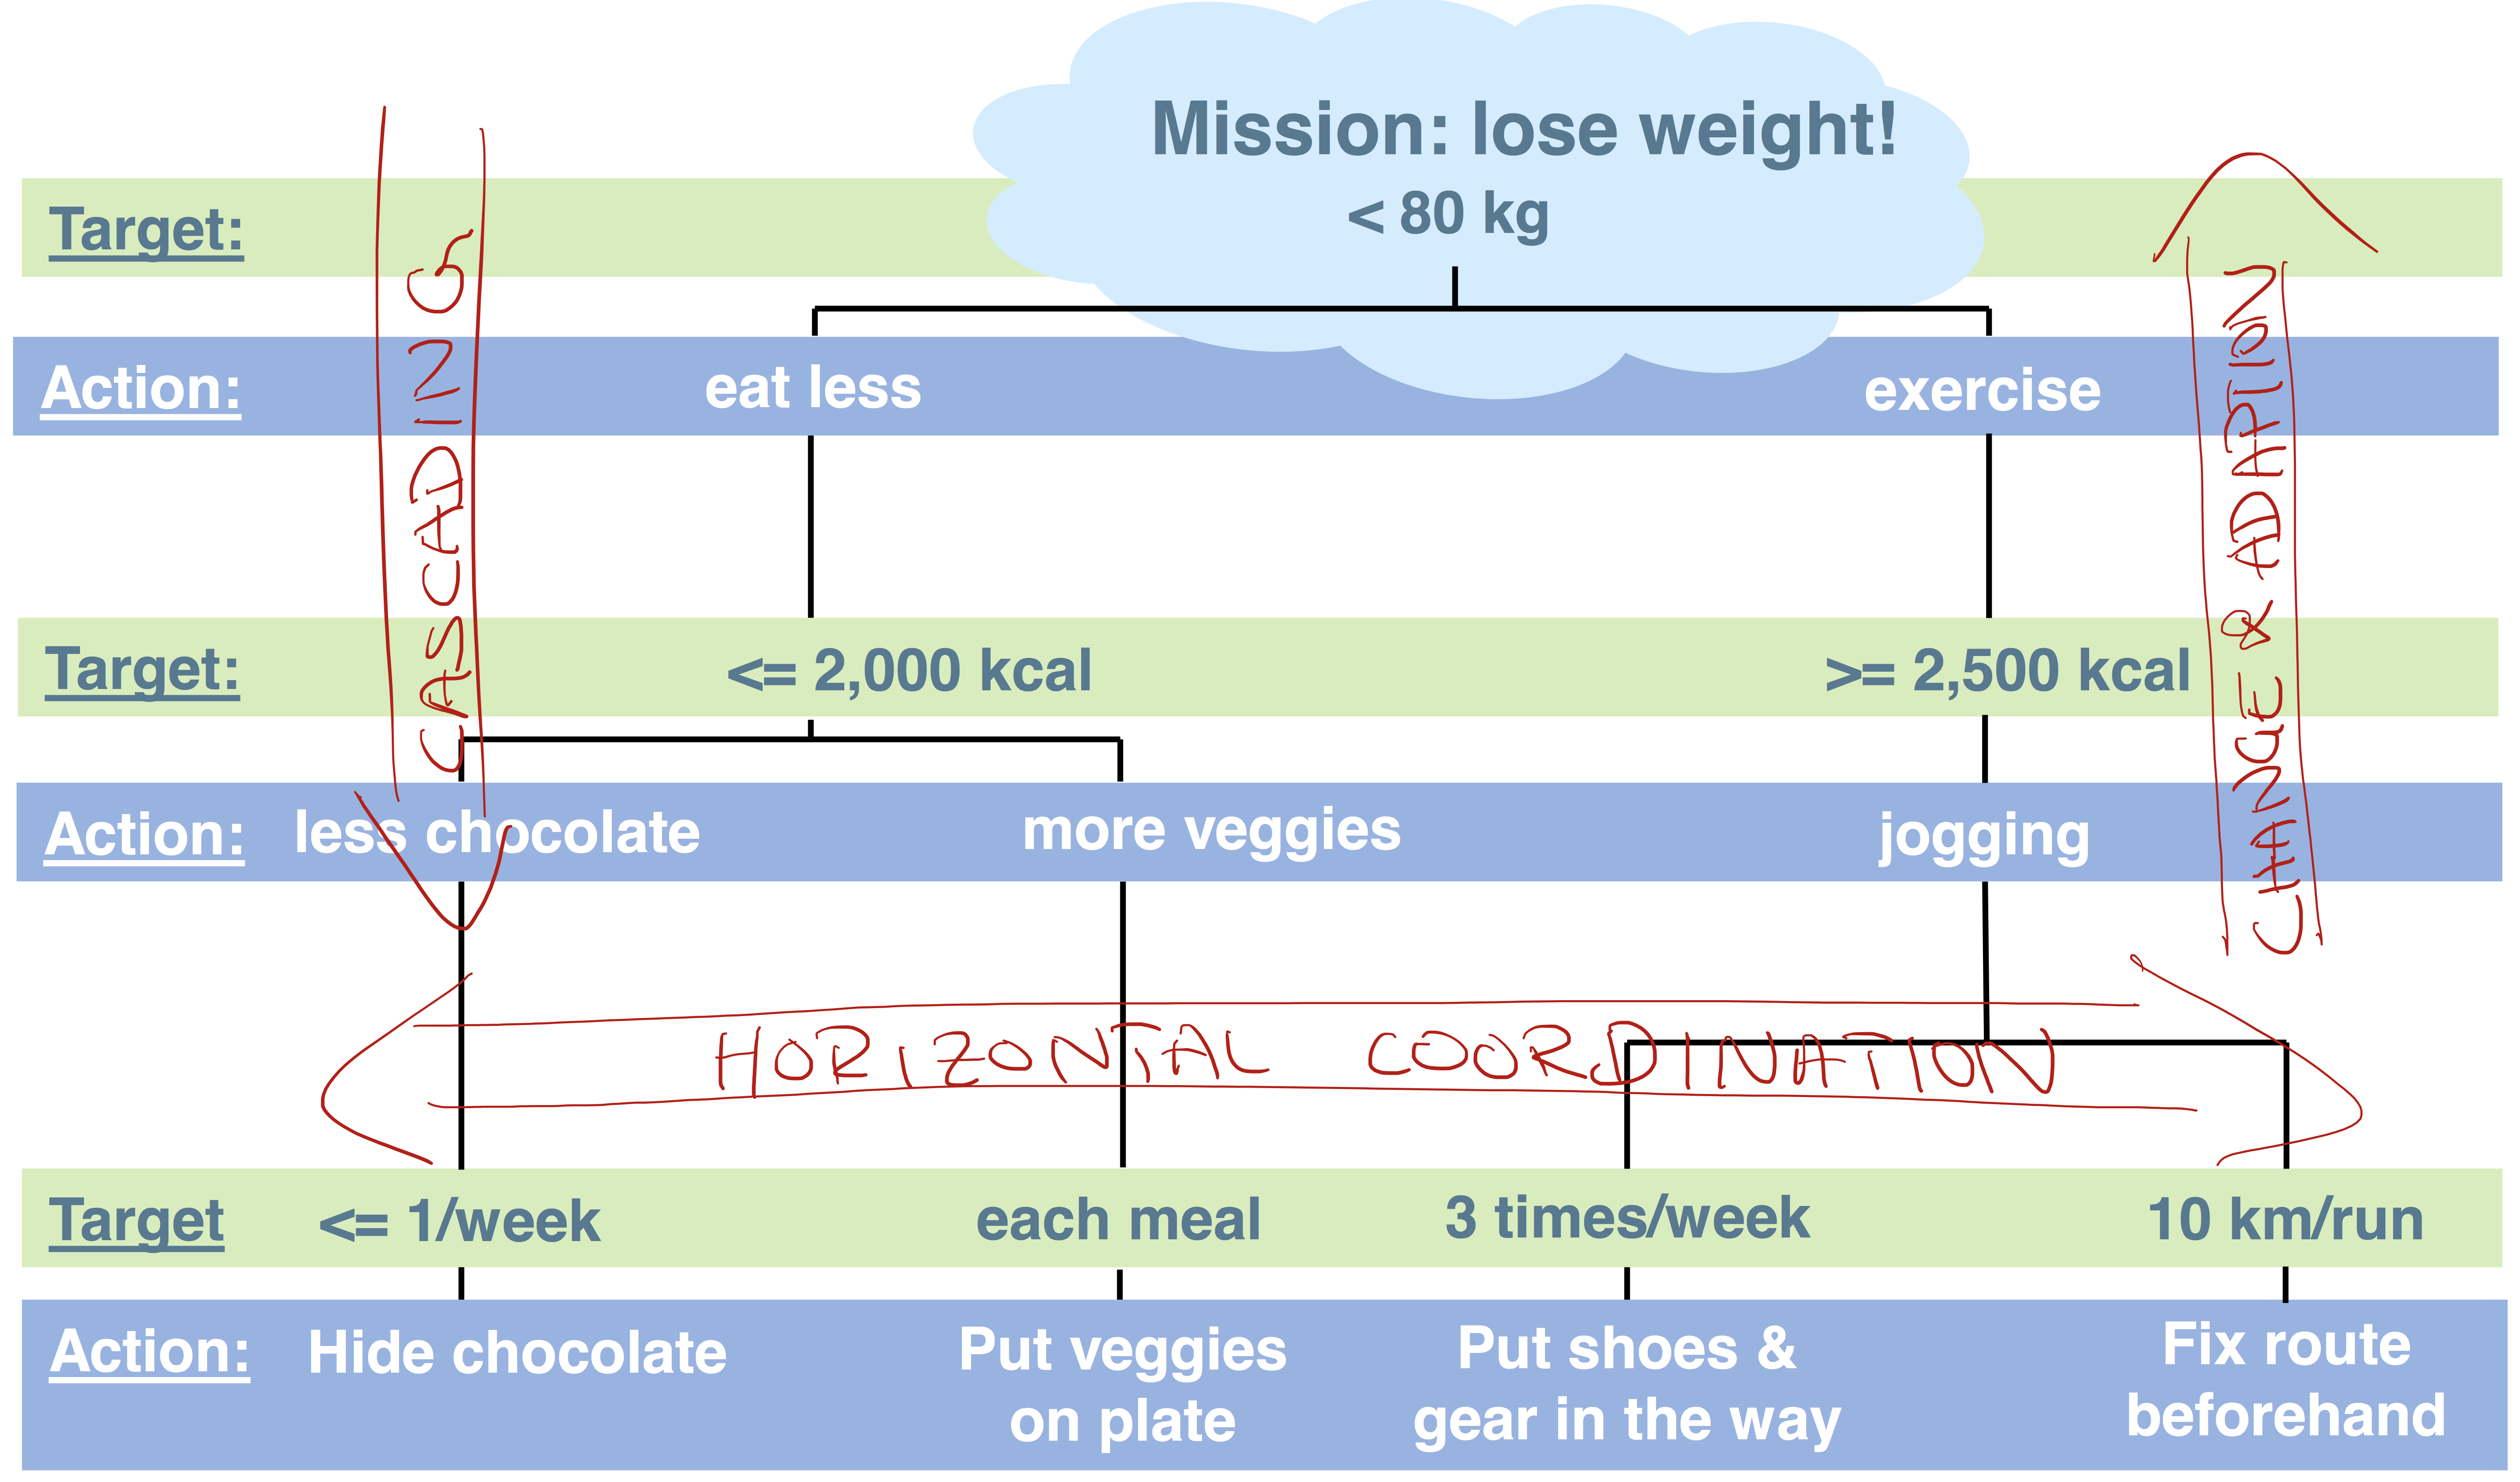 Mission: lose weight!
Target: < 80 kg
Action: eat less exercise
Target: <= 2,000 kcal >= 2,500 kcal
Action: less chocolate more veggies jogging
CASCADING
CHANGE & ADAPTION
HORIZONTAL COORDINATION
Target <= 1/week each meal 3 times/week 10 km/run
Action: Hide chocolate Put veggies Put shoes & Fix route
on plate gear in the way beforehand